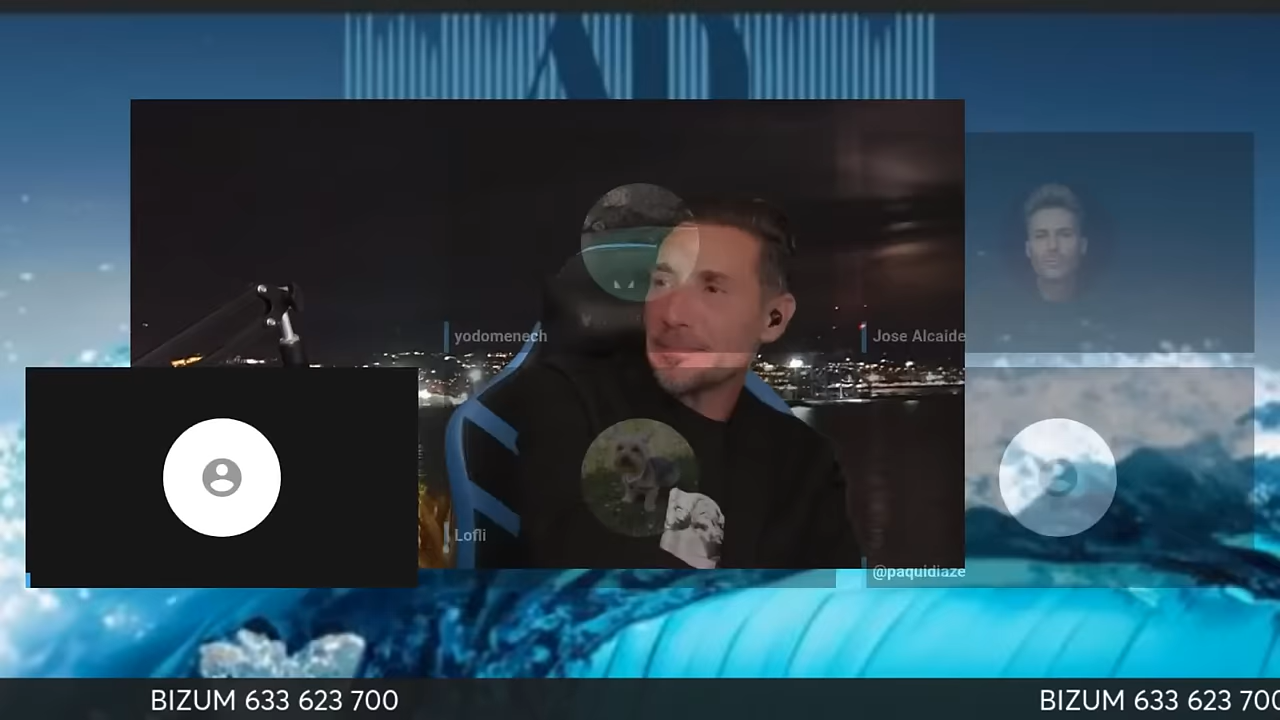 yodomenech
Jose Alcaide
Lofli
@paquidiaze
BIZUM 633 623 700
BIZUM 633 623 700